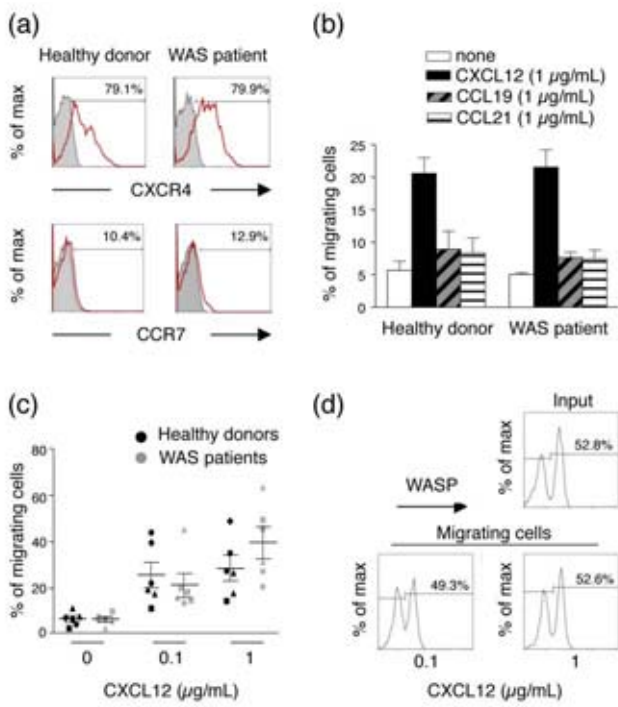 (a)
Healthy donor WAS patient
79.1% 79.9%
% of max
CXCR4
10.4% 12.9%
% of max
CCR7
(b)
none
CXCL12 (1 µg/mL)
CCL19 (1 µg/mL)
CCL21 (1 µg/mL)
% of migrating cells
25
20
15
10
5
0
Healthy donor WAS patient
(c)
Healthy donors
WAS patients
% of migrating cells
80
60
40
20
0
0 0.1 1
CXCL12 (µg/mL)
(d)
Input
% of max
52.8%
WASP
Migrating cells
% of max
49.3%
% of max
52.6%
0.1 1
CXCL12 (µg/mL)